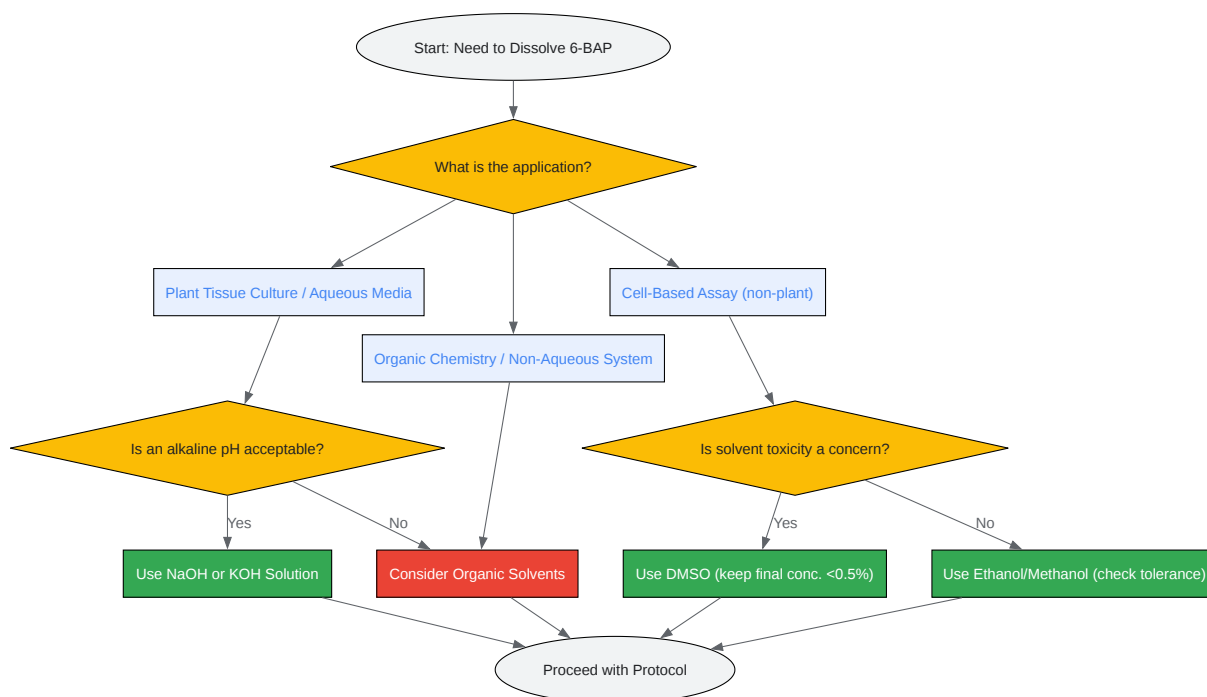 Start: Need to Dissolve 6-BAP
What is the application?
Plant Tissue Culture / Aqueous Media
Cell-Based Assay (non-plant)
Organic Chemistry / Non-Aqueous System
Is an alkaline pH acceptable?
Is solvent toxicity a concern?
Yes
No
Yes
No
Use NaOH or KOH Solution
Consider Organic Solvents
Use DMSO (keep final conc. <0.5%)
Use Ethanol/Methanol (check tolerance)
Proceed with Protocol